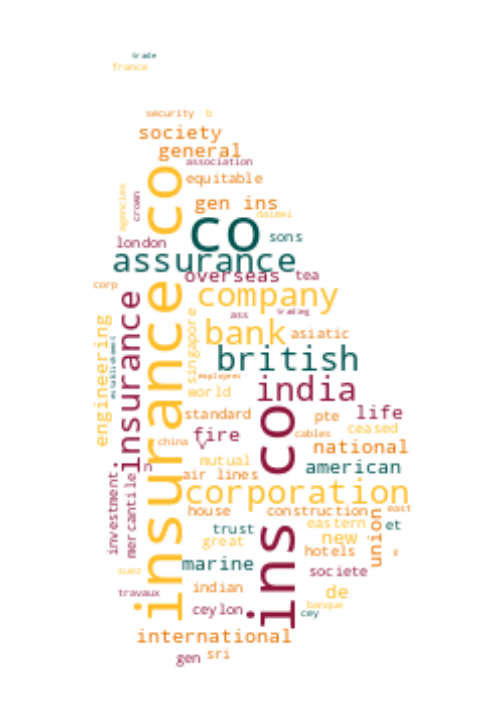 trade
france
security b
society
general
association
equitable
agencies
crown
gen ins
dalmei
co
sons
london
assurance
overseas tea
corp
company
ass
trading
insurance co
insurance
engineering
establishment
singapore
bank asiatic
british
employees
india
world
standard pte life
ceased
fire
cables
china
v
national
mutual
american
air lines
ins co
corporation
investment
mercantile
n
house construction east
eastern et
trust
union
great new
hotels s
marine
suez
societe
indian
travaux
de
banque
ceylon
cey
international
gen sri